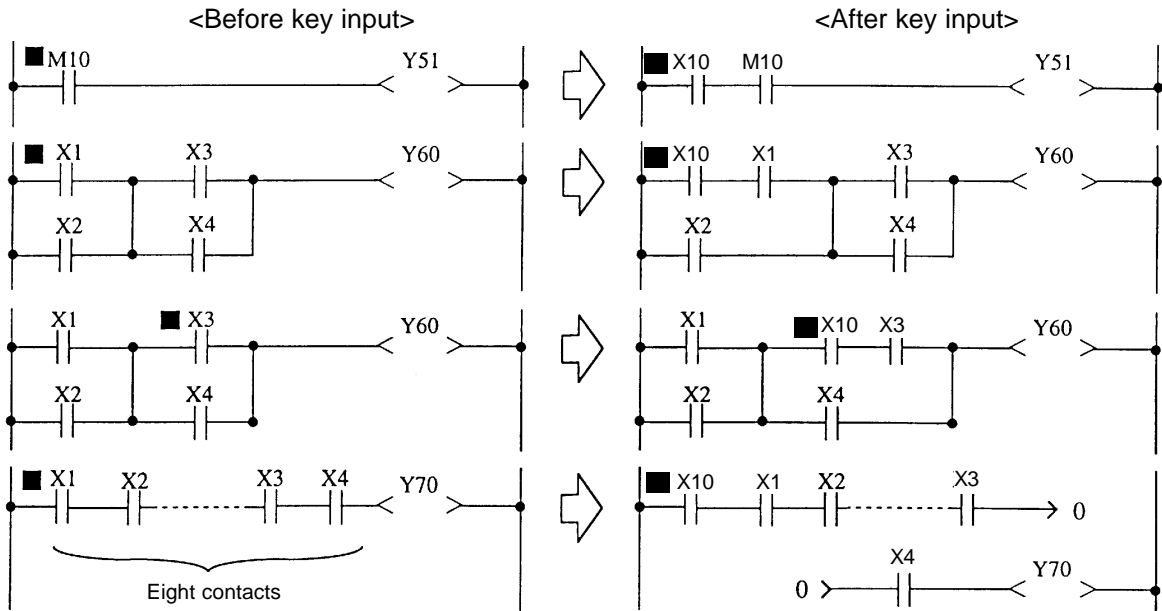 <Before key input> <After key input>
M10 Y51 X10 M10 Y51
X1 X3 Y60 X10 X1 X3 Y60
X2 X4 X2 X4
X1 X3 Y60 X1 X10 X3 Y60
X2 X4 X2 X4
X1 X2 X3 X4 Y70 X10 X1 X2 X3
0
Eight contacts
0 X4 Y70